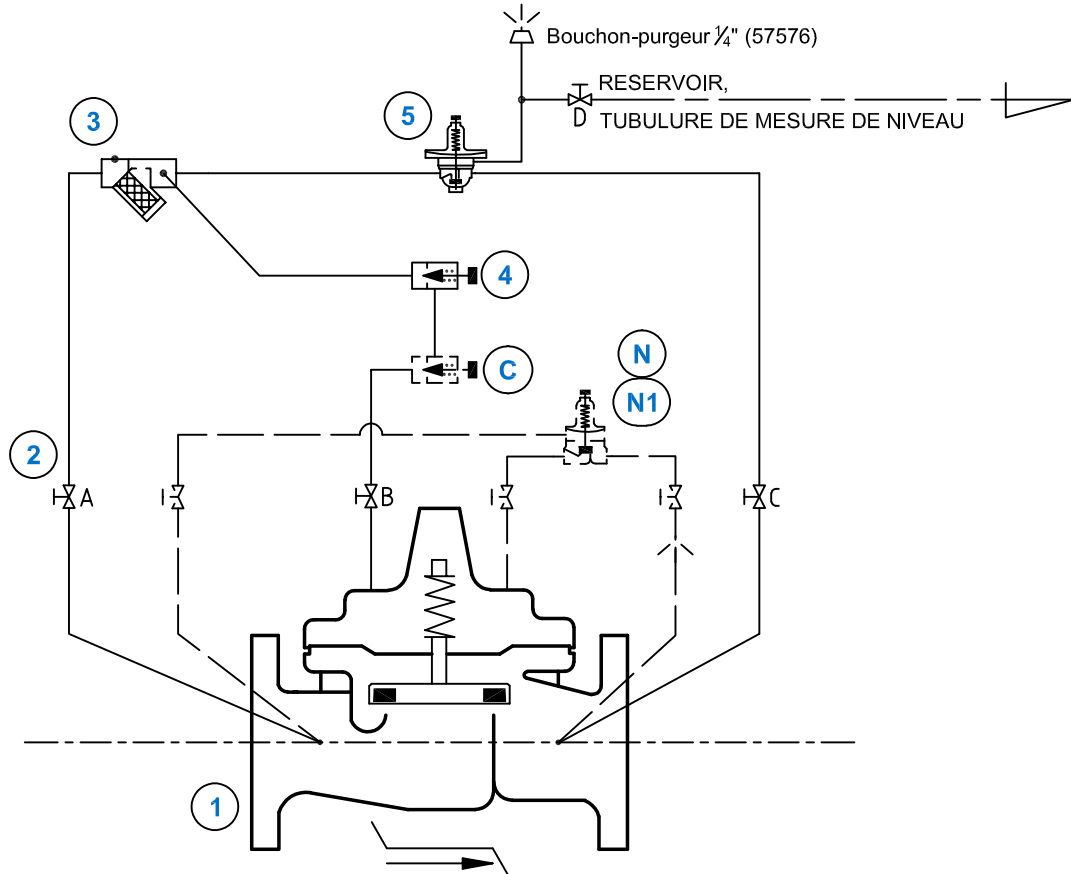 Bouchon-purgeur ¼" (57576)
RESERVOIR,
D TUBULURE DE MESURE DE NIVEAU
3
5
4
C
N
N1
2
A
B
C
1